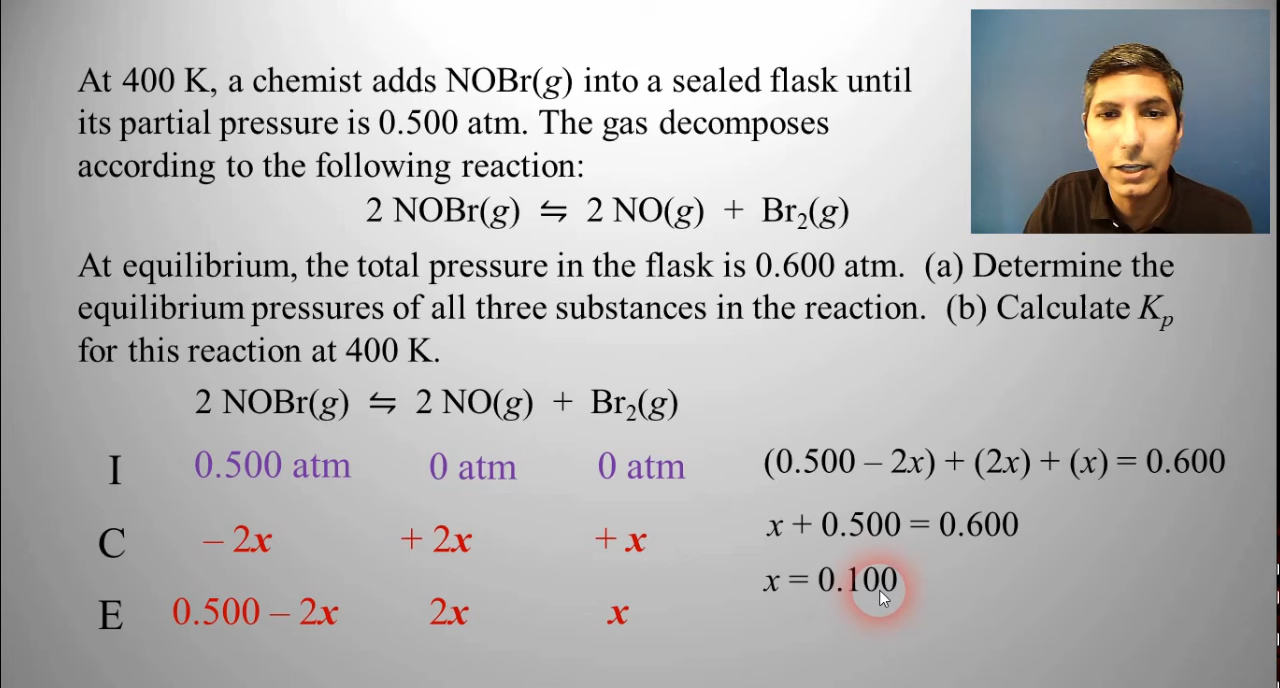 At 400 K, a chemist adds NOBr(g) into a sealed flask until
its partial pressure is 0.500 atm. The gas decomposes
according to the following reaction:
2 NOBr(g) ⇋ 2 NO(g) + Br₂(g)
At equilibrium, the total pressure in the flask is 0.600 atm. (a) Determine the
equilibrium pressures of all three substances in the reaction. (b) Calculate Kₚ
for this reaction at 400 K.
2 NOBr(g) ⇋ 2 NO(g) + Br₂(g)
I 0.500 atm 0 atm 0 atm
C – 2x + 2x + x
E 0.500 – 2x 2x x
(0.500 – 2x) + (2x) + (x) = 0.600
x + 0.500 = 0.600
x = 0.100